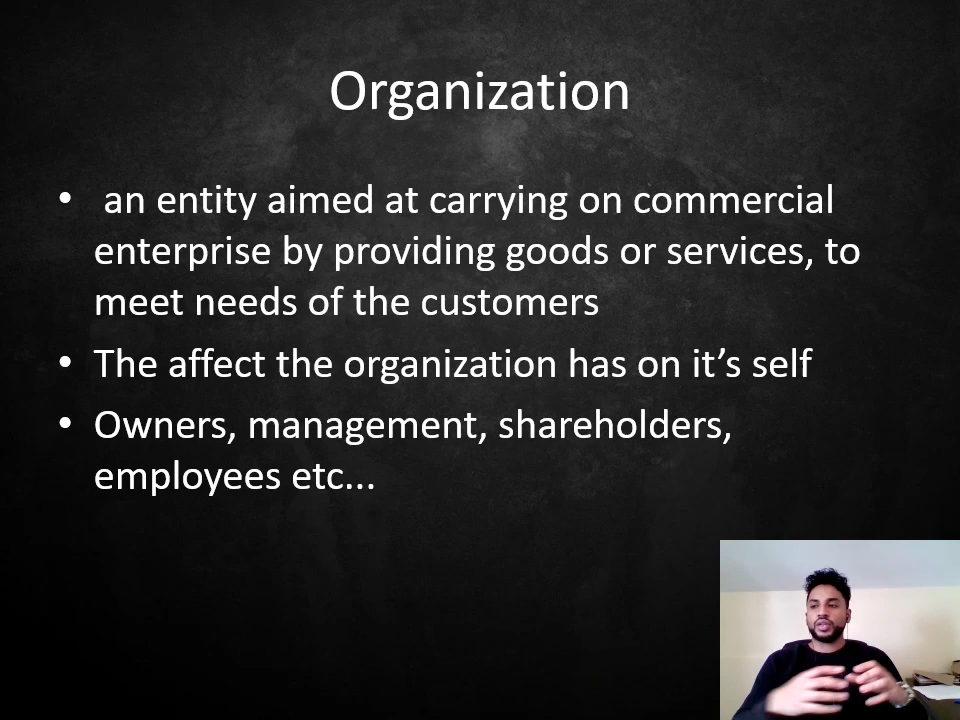 Organization
• an entity aimed at carrying on commercial
enterprise by providing goods or services, to
meet needs of the customers
• The affect the organization has on it’s self
• Owners, management, shareholders,
employees etc...